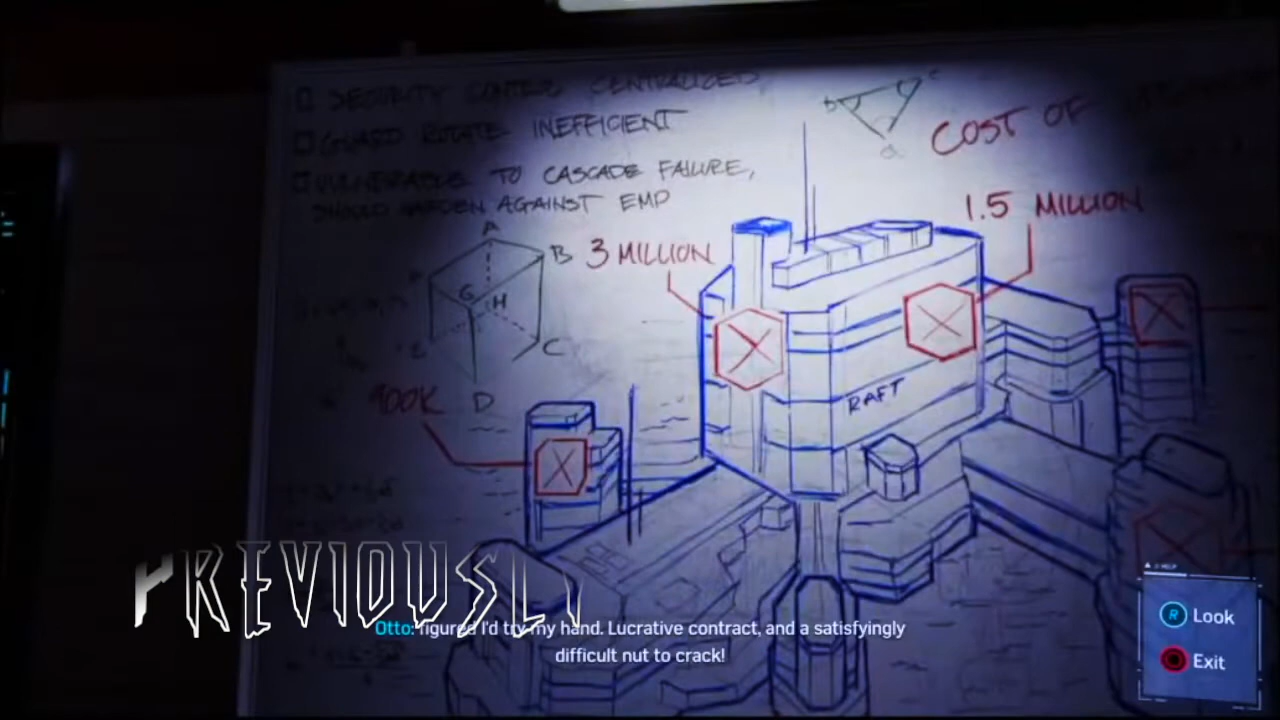 SECURITY CONTROL CENTRALIZED,
GUARD ROTATE INEFFICIENT
VULNERABLE TO CASCADE FAILURE,
SHOULD HARDEN AGAINST EMP
B C
COST OF
1.5 MILLION
A
B
3 MILLION
G H
C
D
900K
RAFT
PREVIOUSLY
Otto: figured I'd try my hand. Lucrative contract, and a satisfyingly
difficult nut to crack!
HELP
R Look
Exit